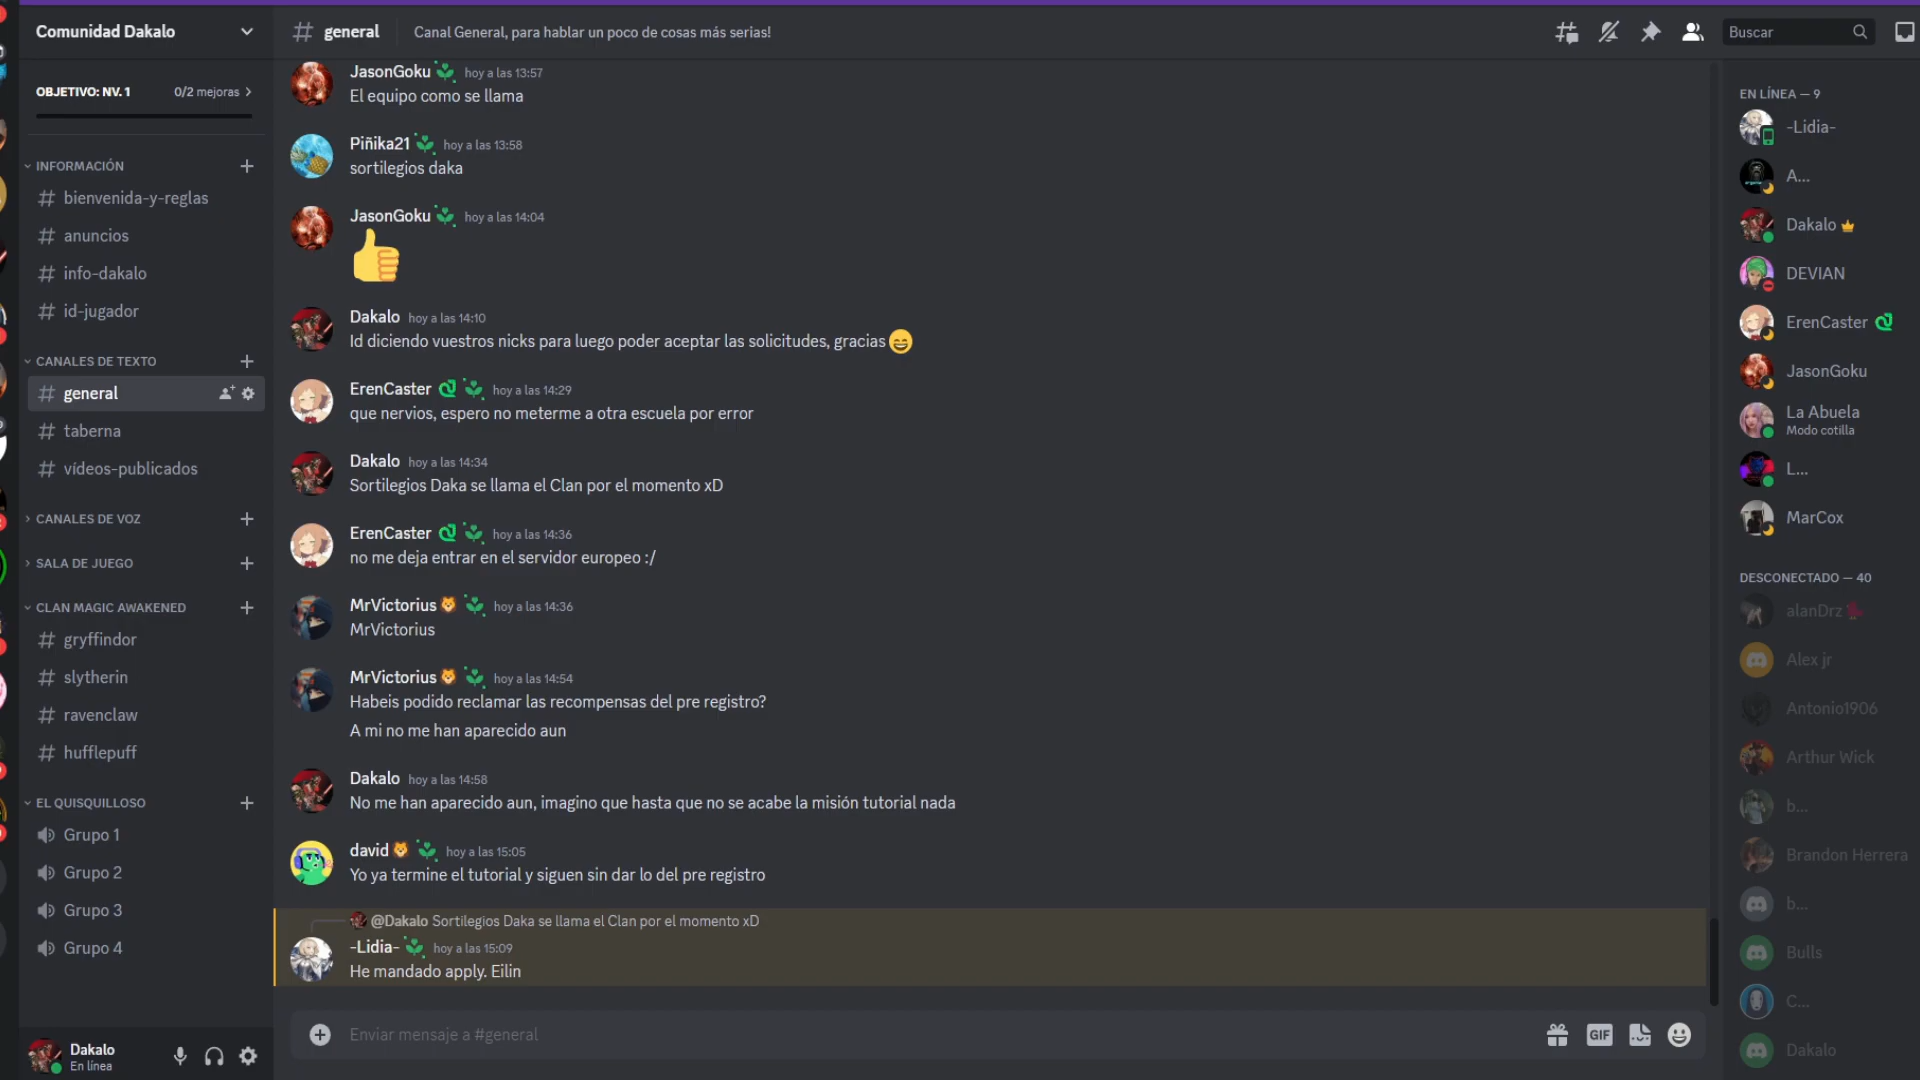 Comunidad Dakalo
general
Canal General, para hablar un poco de cosas más serias!
Buscar
OBJETIVO: NV. 1
0/2 mejoras
INFORMACIÓN
bienvenida-y-reglas
anuncios
info-dakalo
id-jugador
CANALES DE TEXTO
general
taberna
vídeos-publicados
CANALES DE VOZ
SALA DE JUEGO
CLAN MAGIC AWAKENED
gryffindor
slytherin
ravenclaw
hufflepuff
EL QUISQUILLOSO
Grupo 1
Grupo 2
Grupo 3
Grupo 4
Dakalo
En línea
JasonGoku hoy a las 13:57
El equipo como se llama
Piñika21 hoy a las 13:58
sortilegios daka
JasonGoku hoy a las 14:04
Dakalo hoy a las 14:10
Id diciendo vuestros nicks para luego poder aceptar las solicitudes, gracias
ErenCaster hoy a las 14:29
que nervios, espero no meterme a otra escuela por error
Dakalo hoy a las 14:34
Sortilegios Daka se llama el Clan por el momento xD
ErenCaster hoy a las 14:36
no me deja entrar en el servidor europeo :/
MrVictorius hoy a las 14:36
MrVictorius
MrVictorius hoy a las 14:54
Habeis podido reclamar las recompensas del pre registro?
A mi no me han aparecido aun
Dakalo hoy a las 14:58
No me han aparecido aun, imagino que hasta que no se acabe la misión tutorial nada
david hoy a las 15:05
Yo ya termine el tutorial y siguen sin dar lo del pre registro
@Dakalo Sortilegios Daka se llama el Clan por el momento xD
-Lidia- hoy a las 15:09
He mandado apply. Eilin
Enviar mensaje a #general
GIF
EN LÍNEA — 9
-Lidia-
A...
Dakalo
DEVIAN
ErenCaster
JasonGoku
La Abuela
Modo cotilla
L...
MarCox
DESCONECTADO — 40
alanDrz
Alex jr
Antonio1906
Arthur Wick
b...
Brandon Herrera
b...
Bulls
C...
Dakalo